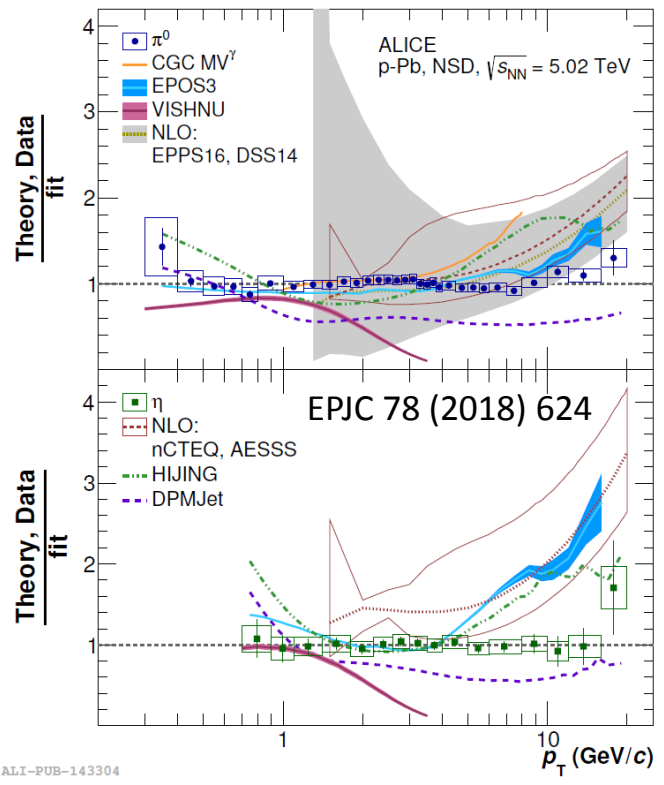 4
3
2
1
Theory, Data
fit
π⁰
CGC MV^γ
EPOS3
VISHNU
NLO:
EPPS16, DSS14
ALICE
p-Pb, NSD, √s_NN = 5.02 TeV
4
3
2
1
Theory, Data
fit
η
NLO:
nCTEQ, AESSS
HIJING
DPMJet
EPJC 78 (2018) 624
1
10
p_T (GeV/c)
ALI-PUB-143304